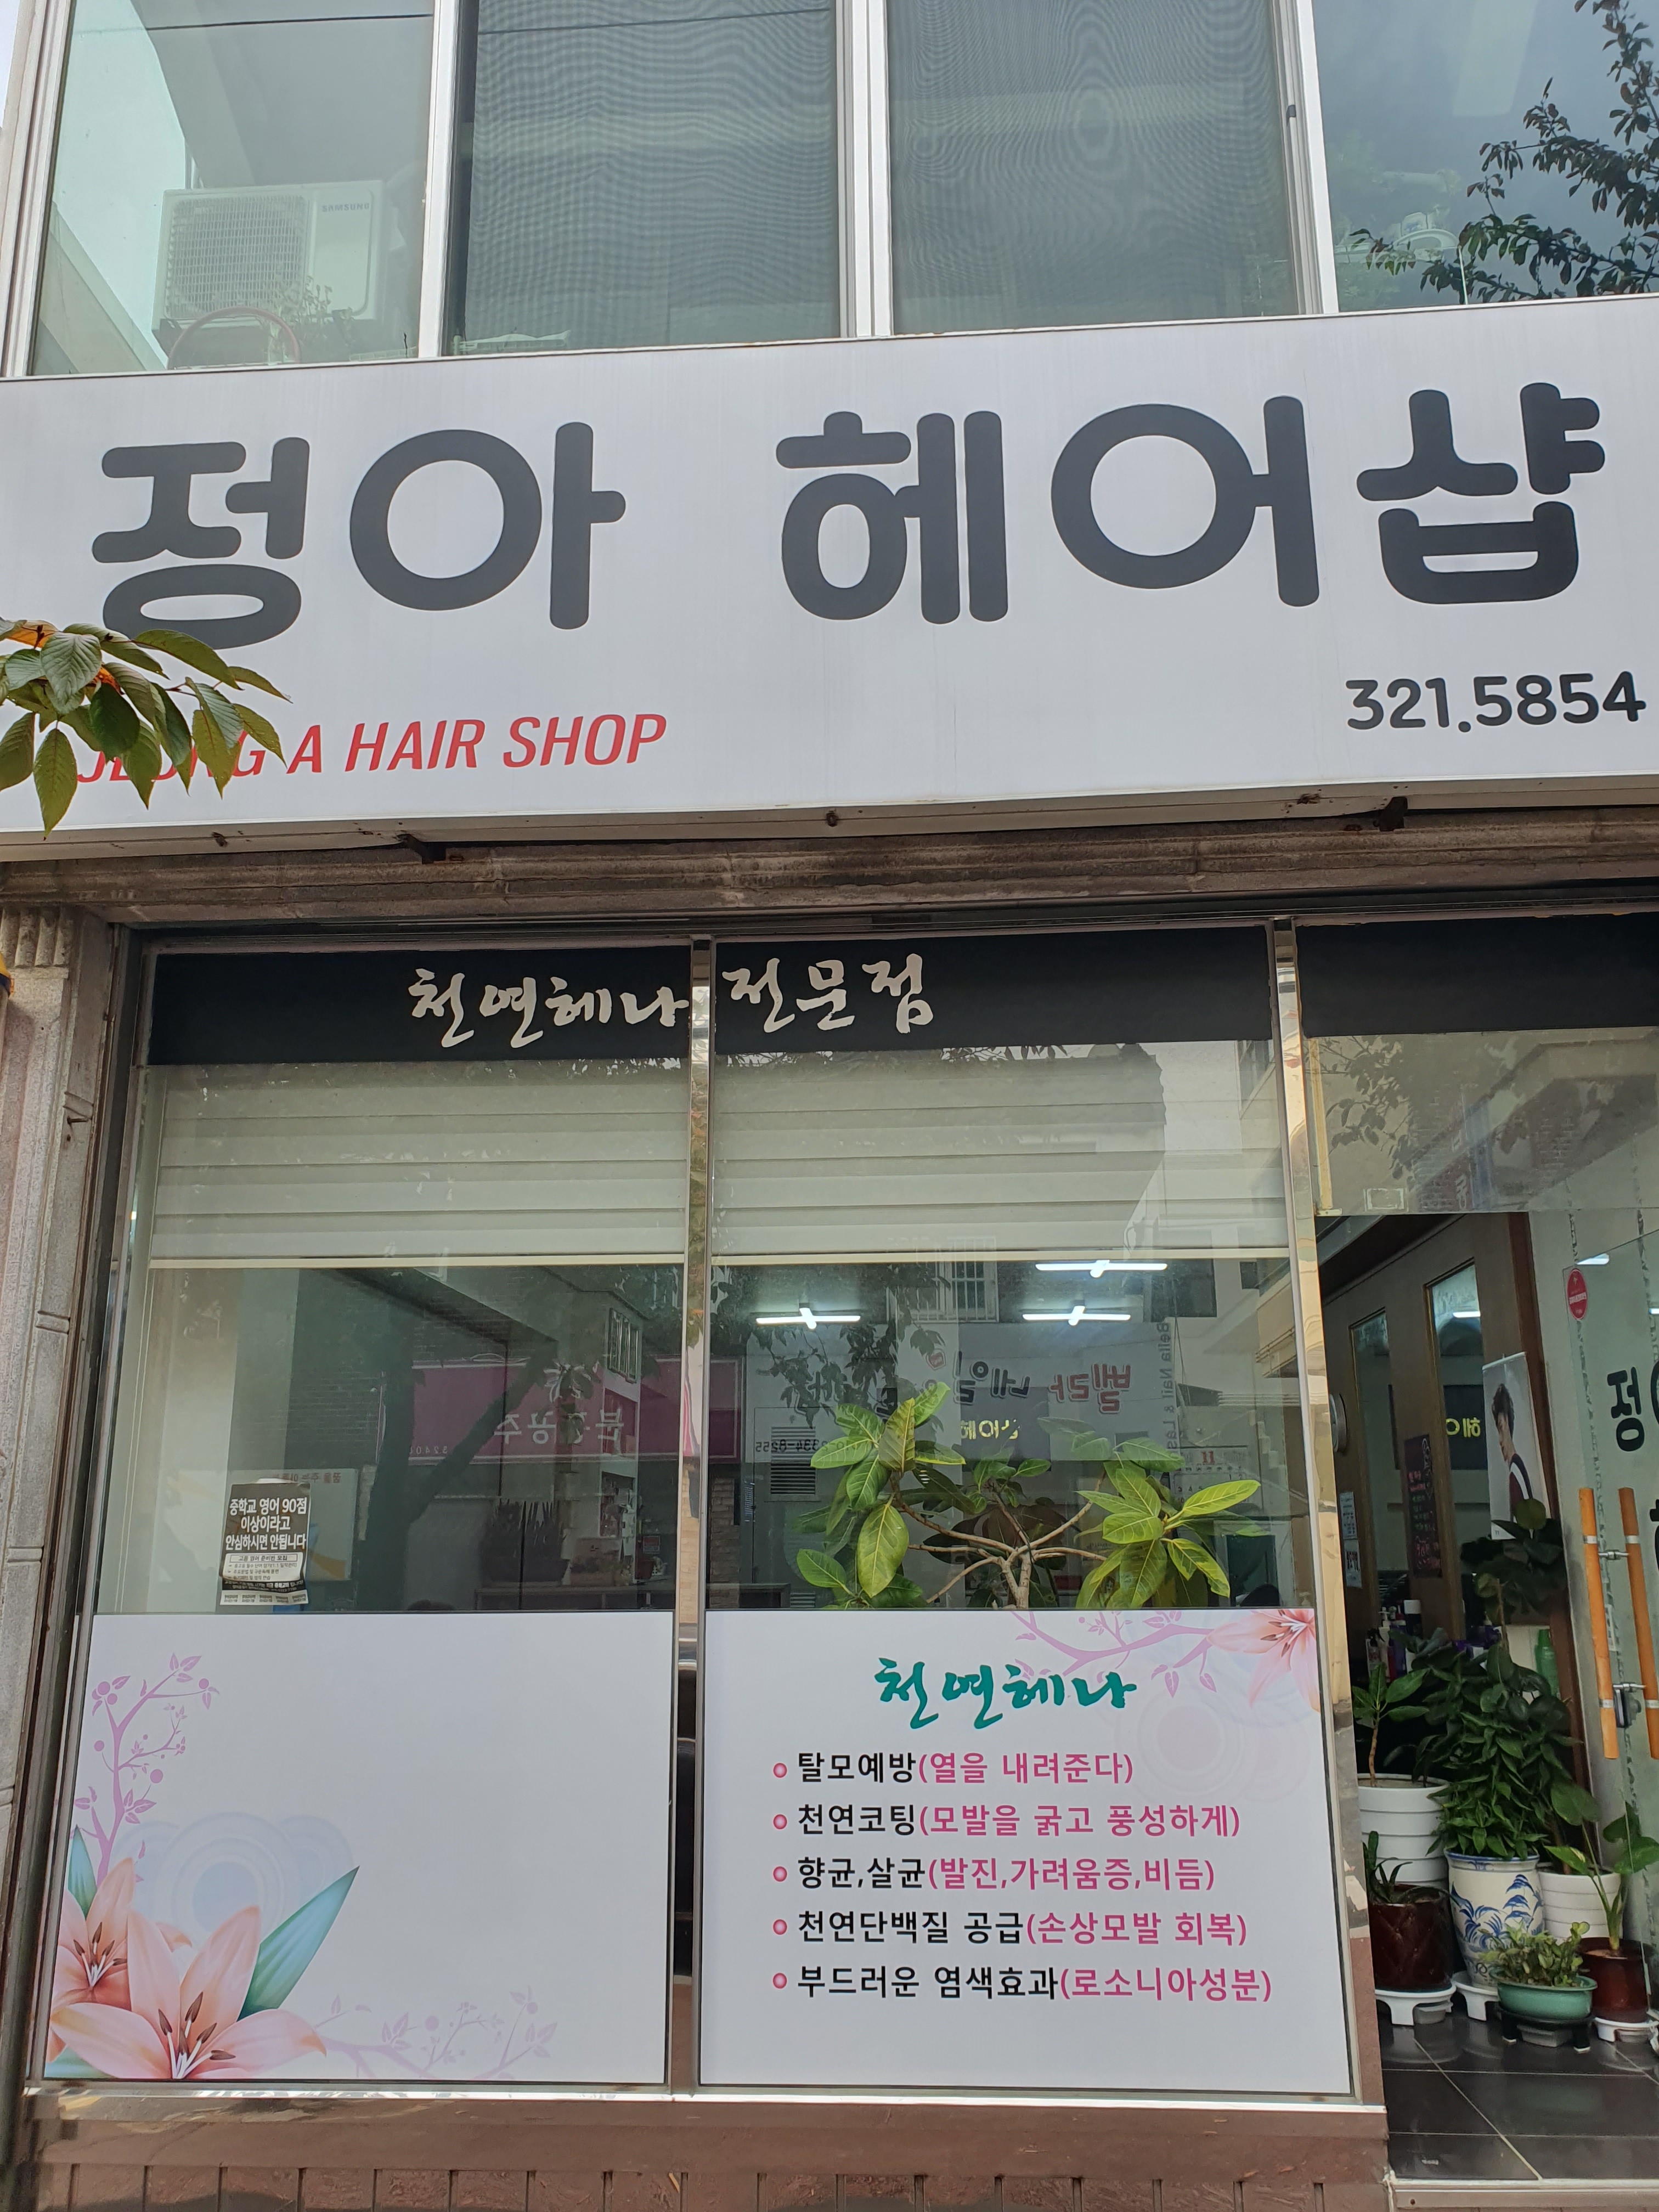 SAMSUNG
정아 헤어샵
321.5854
JEONG A HAIR SHOP
천연헤나 전문점
중학교 영어 90점
이상이라고
안심하시면 안됩니다
천연헤나
탈모예방(열을 내려준다)
천연코팅(모발을 굵고 풍성하게)
향균,살균(발진,가려움증,비듬)
천연단백질 공급(손상모발 회복)
부드러운 염색효과(로소니아성분)